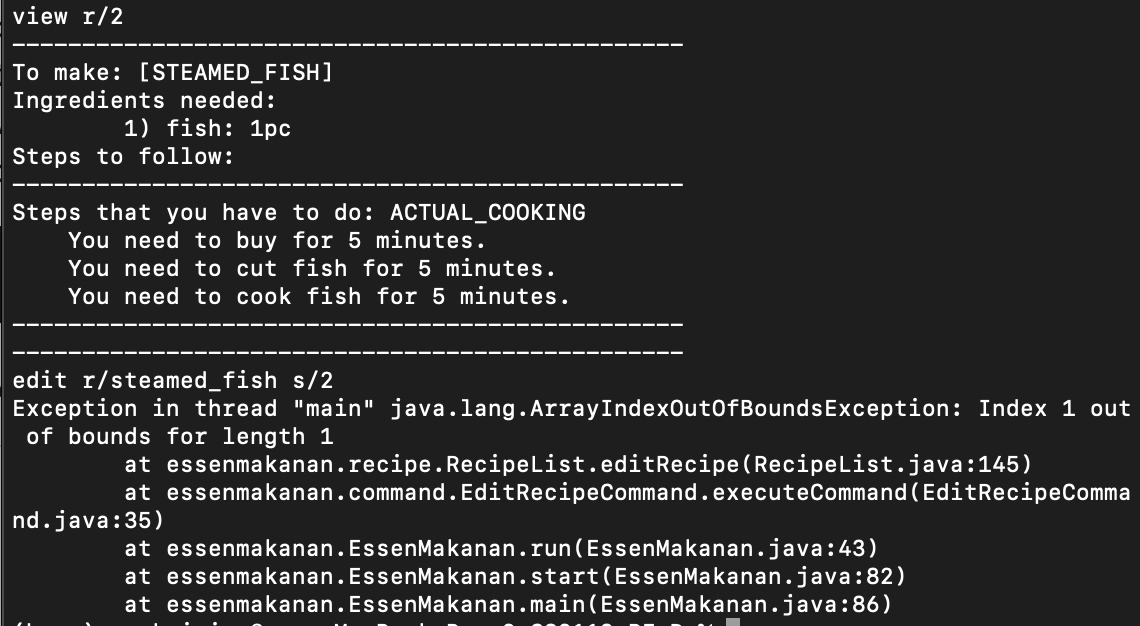 view r/2
------------------------------------------------
To make: [STEAMED_FISH]
Ingredients needed:
1) fish: 1pc
Steps to follow:
------------------------------------------------
Steps that you have to do: ACTUAL_COOKING
You need to buy for 5 minutes.
You need to cut fish for 5 minutes.
You need to cook fish for 5 minutes.
------------------------------------------------
------------------------------------------------
edit r/steamed_fish s/2
Exception in thread "main" java.lang.ArrayIndexOutOfBoundsException: Index 1 out
of bounds for length 1
at essenmakanan.recipe.RecipeList.editRecipe(RecipeList.java:145)
at essenmakanan.command.EditRecipeCommand.executeCommand(EditRecipeComma
nd.java:35)
at essenmakanan.EssenMakanan.run(EssenMakanan.java:43)
at essenmakanan.EssenMakanan.start(EssenMakanan.java:82)
at essenmakanan.EssenMakanan.main(EssenMakanan.java:86)